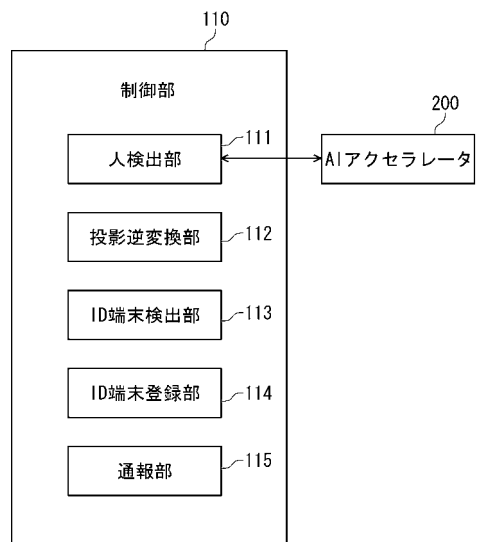 110
制御部
200
111
人検出部
AIアクセラレータ
投影逆変換部
112
ID端末検出部
113
ID端末登録部
114
通報部
115